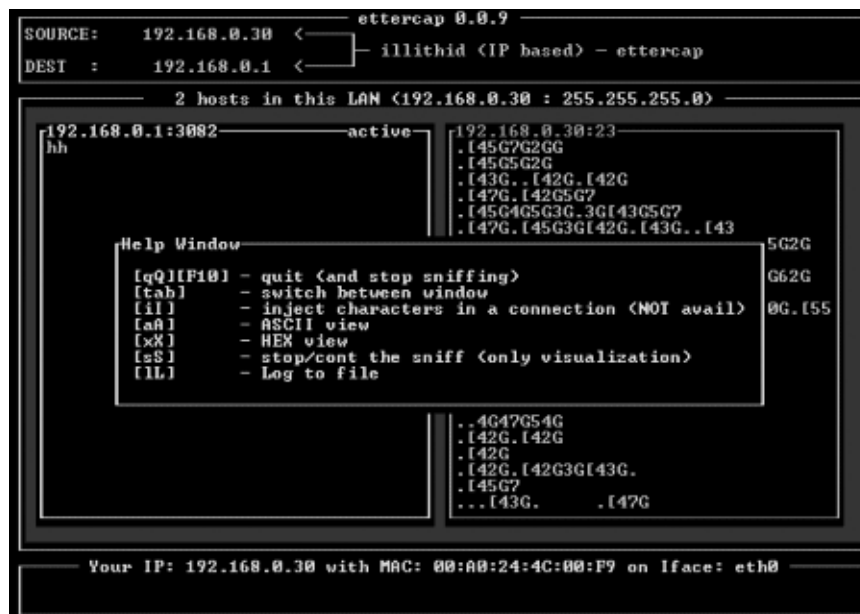 ettercap 0.0.9
SOURCE: 192.168.0.30 <
illithid (IP based) - ettercap
DEST : 192.168.0.1 <
2 hosts in this LAN (192.168.0.30 : 255.255.255.0)
192.168.0.1:3082 active
hh
192.168.0.30:23
.[45G7G2GG
.[45G5G2G
.[43G..[42G.[42G
.[47G.[42G5G7
.[45G4G5G3G.3G[43G5G7
.[47G.[45G3G[42G.[43G..[43
5G2G
G62G
0G.[55
Help Window
[qQ][F10] - quit (and stop sniffing)
[tab] - switch between window
[iI] - inject characters in a connection (NOT avail)
[aA] - ASCII view
[xX] - HEX view
[sS] - stop/cont the sniff (only visualization)
[lL] - Log to file
..4G47G54G
.[42G.[42G
.[42G
.[42G.[42G3G[43G.
.[45G7
...[43G. .[47G
Your IP: 192.168.0.30 with MAC: 00:A0:24:4C:00:F9 on Iface: eth0